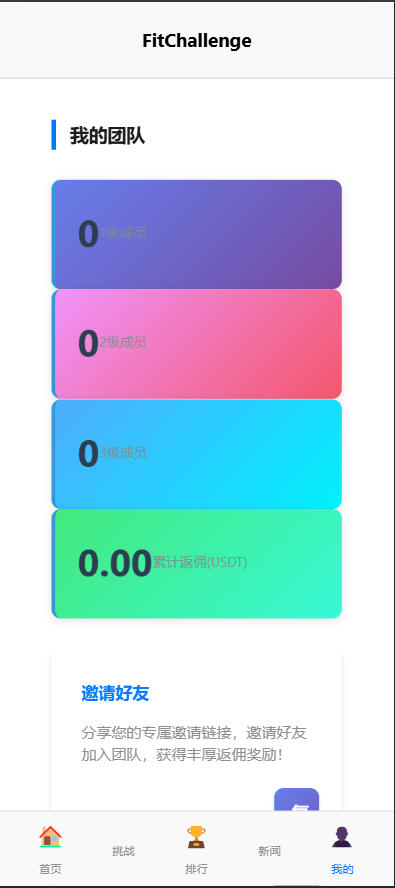 FitChallenge
我的团队
0 1级成员
0 2级成员
0 3级成员
0.00 累计返佣(USDT)
邀请好友
分享您的专属邀请链接，邀请好友
加入团队，获得丰厚返佣奖励！
首页 挑战 排行 新闻 我的